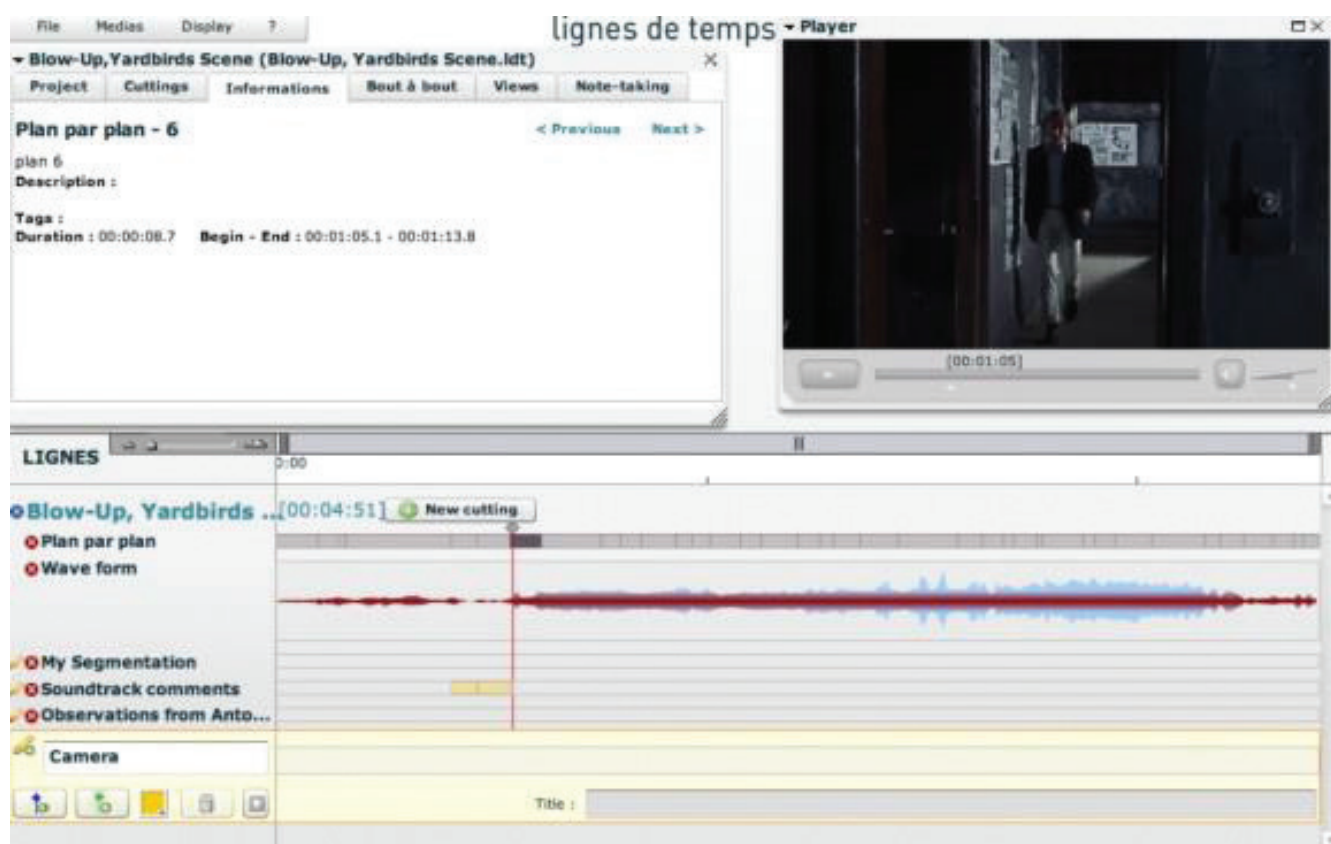 File Medias Display ?
lignes de temps
Player
Blow-Up,Yardbirds Scene (Blow-Up, Yardbirds Scene.ldt)
Project Cuttings Informations Bout à bout Views Note-taking
Plan par plan - 6
< Previous Next >
plan 6
Description :
Tags :
Duration : 00:00:08.7 Begin - End : 00:01:05.1 - 00:01:13.8
[00:01:05]
LIGNES
0:00
Blow-Up, Yardbirds ...[00:04:51] New cutting
Plan par plan
Wave form
My Segmentation
Soundtrack comments
Observations from Anto...
Camera
Title :